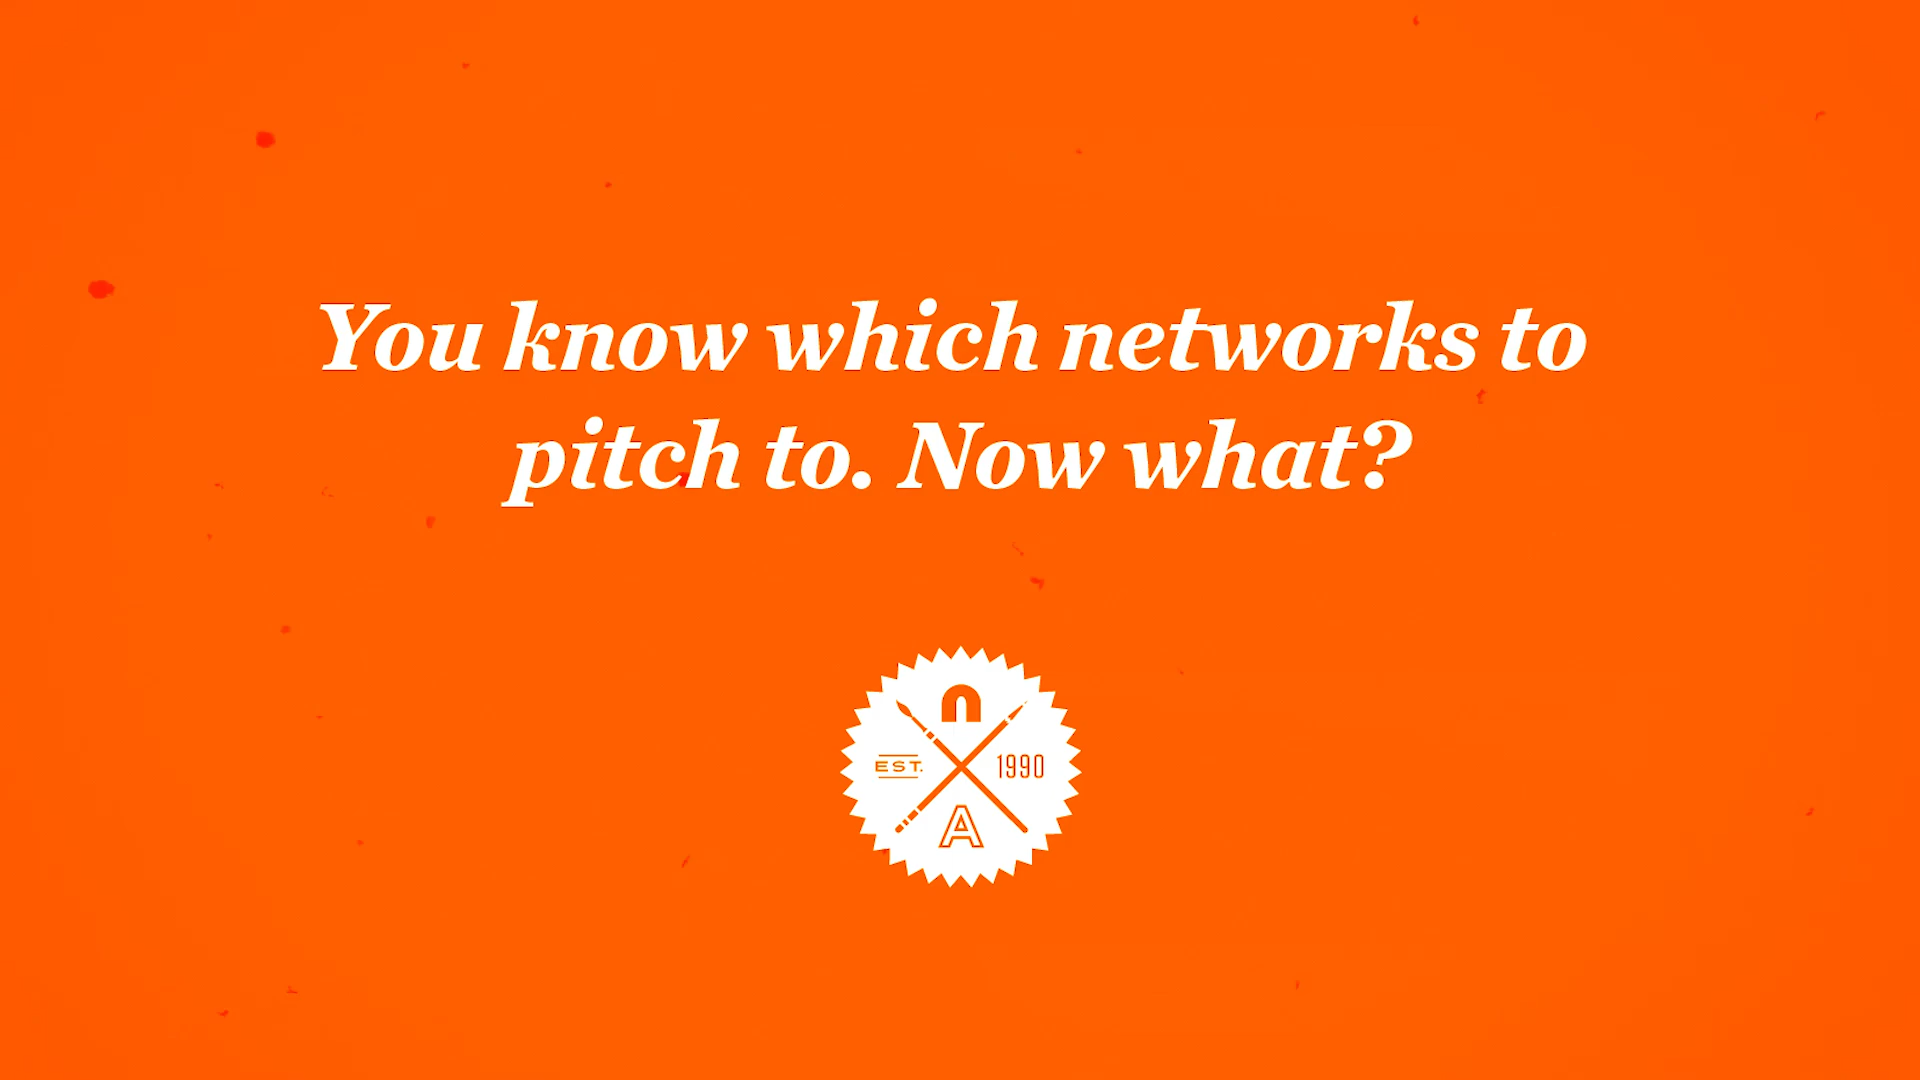 You know which networks to
pitch to. Now what?
n
EST. 1990
A